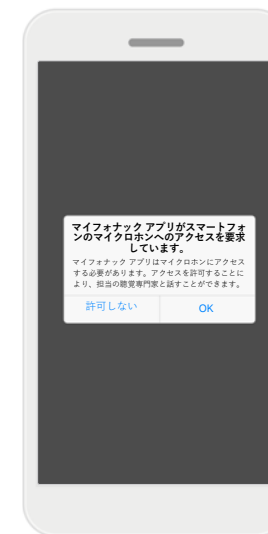 マイフォナック アプリがスマートフォ
ンのマイクロホンへのアクセスを要求
しています。
マイフォナック アプリはマイクロホンにアクセス
する必要があります。アクセスを許可することに
より、担当の聴覚専門家と話すことができます。
許可しない
OK